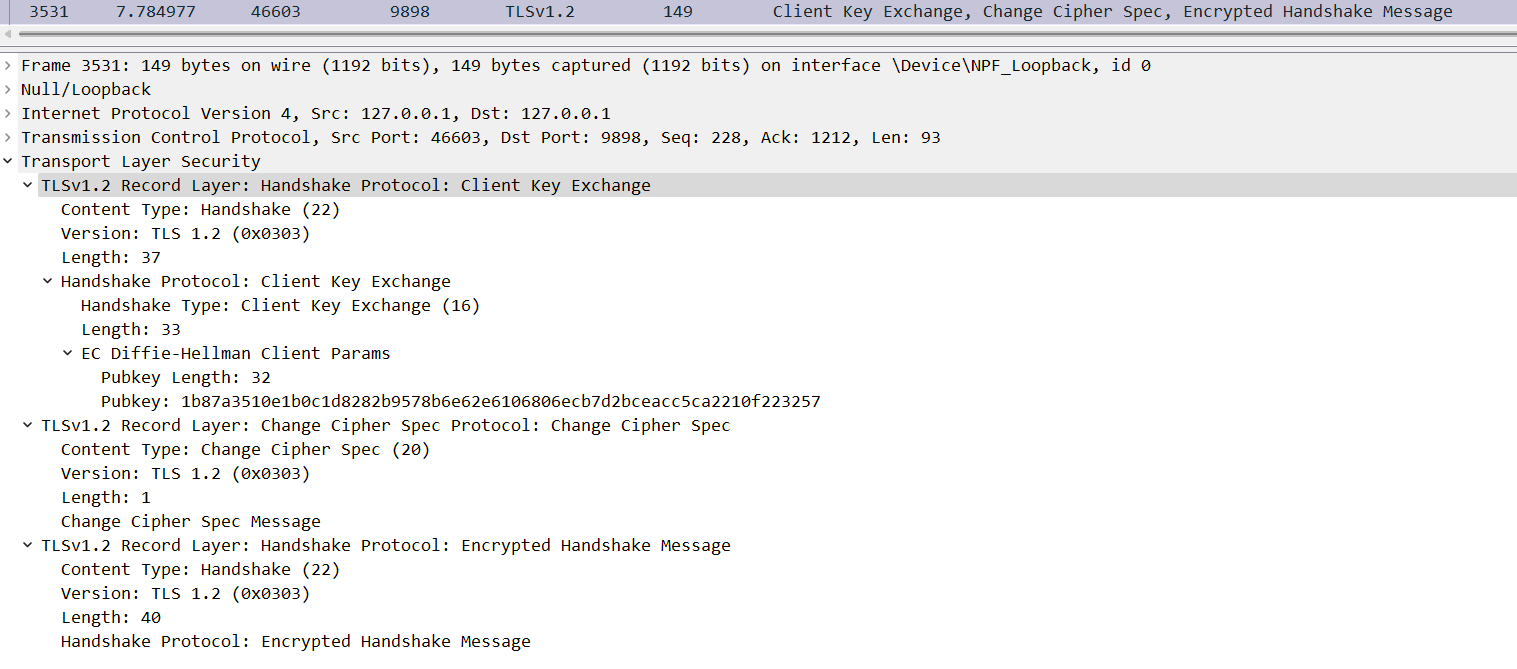 3531 7.784977 46603 9898 TLSv1.2 149 Client Key Exchange, Change Cipher Spec, Encrypted Handshake Message
Frame 3531: 149 bytes on wire (1192 bits), 149 bytes captured (1192 bits) on interface \Device\NPF_Loopback, id 0
Null/Loopback
Internet Protocol Version 4, Src: 127.0.0.1, Dst: 127.0.0.1
Transmission Control Protocol, Src Port: 46603, Dst Port: 9898, Seq: 228, Ack: 1212, Len: 93
Transport Layer Security
TLSv1.2 Record Layer: Handshake Protocol: Client Key Exchange
Content Type: Handshake (22)
Version: TLS 1.2 (0x0303)
Length: 37
Handshake Protocol: Client Key Exchange
Handshake Type: Client Key Exchange (16)
Length: 33
EC Diffie-Hellman Client Params
Pubkey Length: 32
Pubkey: 1b87a3510e1b0c1d8282b9578b6e62e6106806ecb7d2bceacc5ca2210f223257
TLSv1.2 Record Layer: Change Cipher Spec Protocol: Change Cipher Spec
Content Type: Change Cipher Spec (20)
Version: TLS 1.2 (0x0303)
Length: 1
Change Cipher Spec Message
TLSv1.2 Record Layer: Handshake Protocol: Encrypted Handshake Message
Content Type: Handshake (22)
Version: TLS 1.2 (0x0303)
Length: 40
Handshake Protocol: Encrypted Handshake Message